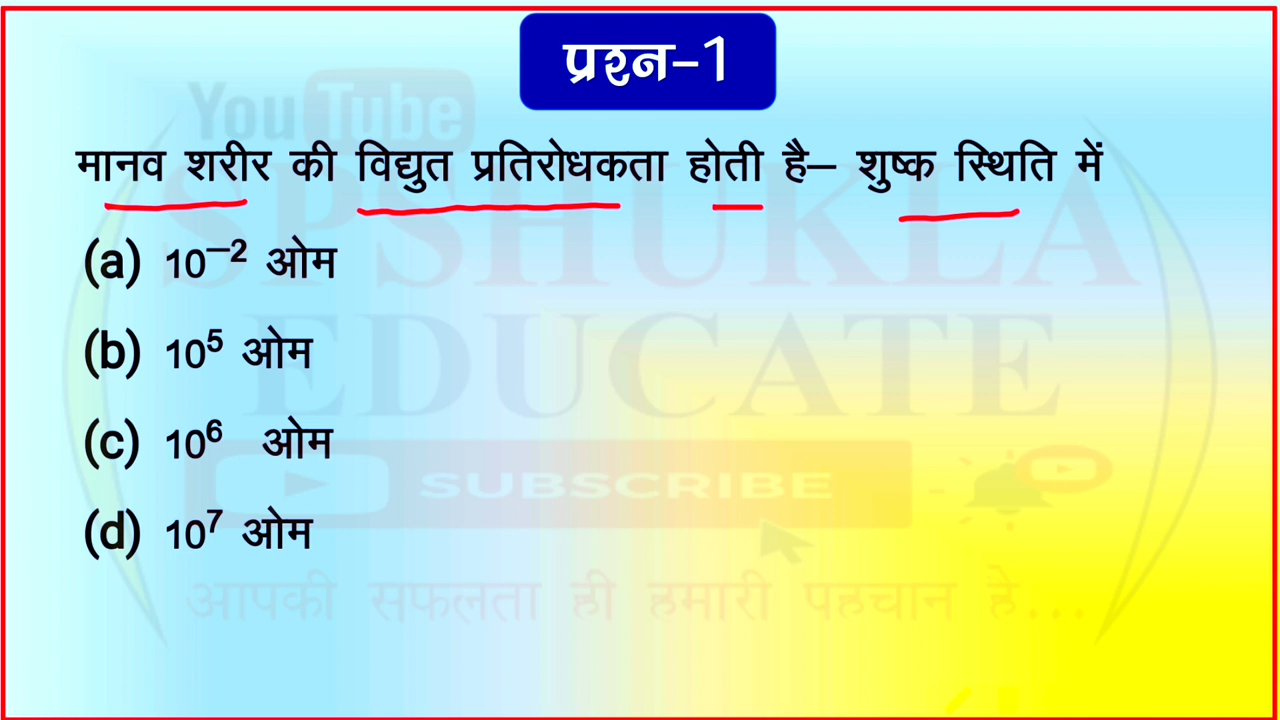 प्रश्न–1
YouTube
मानव शरीर की विद्युत प्रतिरोधकता होती है– शुष्क स्थिति में
SPSHUKLA
(a) 10⁻² ओम
EDUCATE
(b) 10⁵ ओम
(c) 10⁶ ओम
SUBSCRIBE
(d) 10⁷ ओम
आपकी सफलता ही हमारी पहचान है...